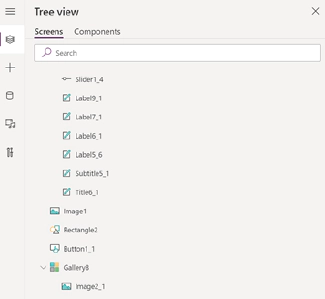 Tree view
Screens Components
Search
Slider1_4
Label9_1
Label7_1
Label6_1
Label5_6
Subtitle5_1
Title6_1
Image1
Rectangle2
Button1_1
Gallery8
Image2_1